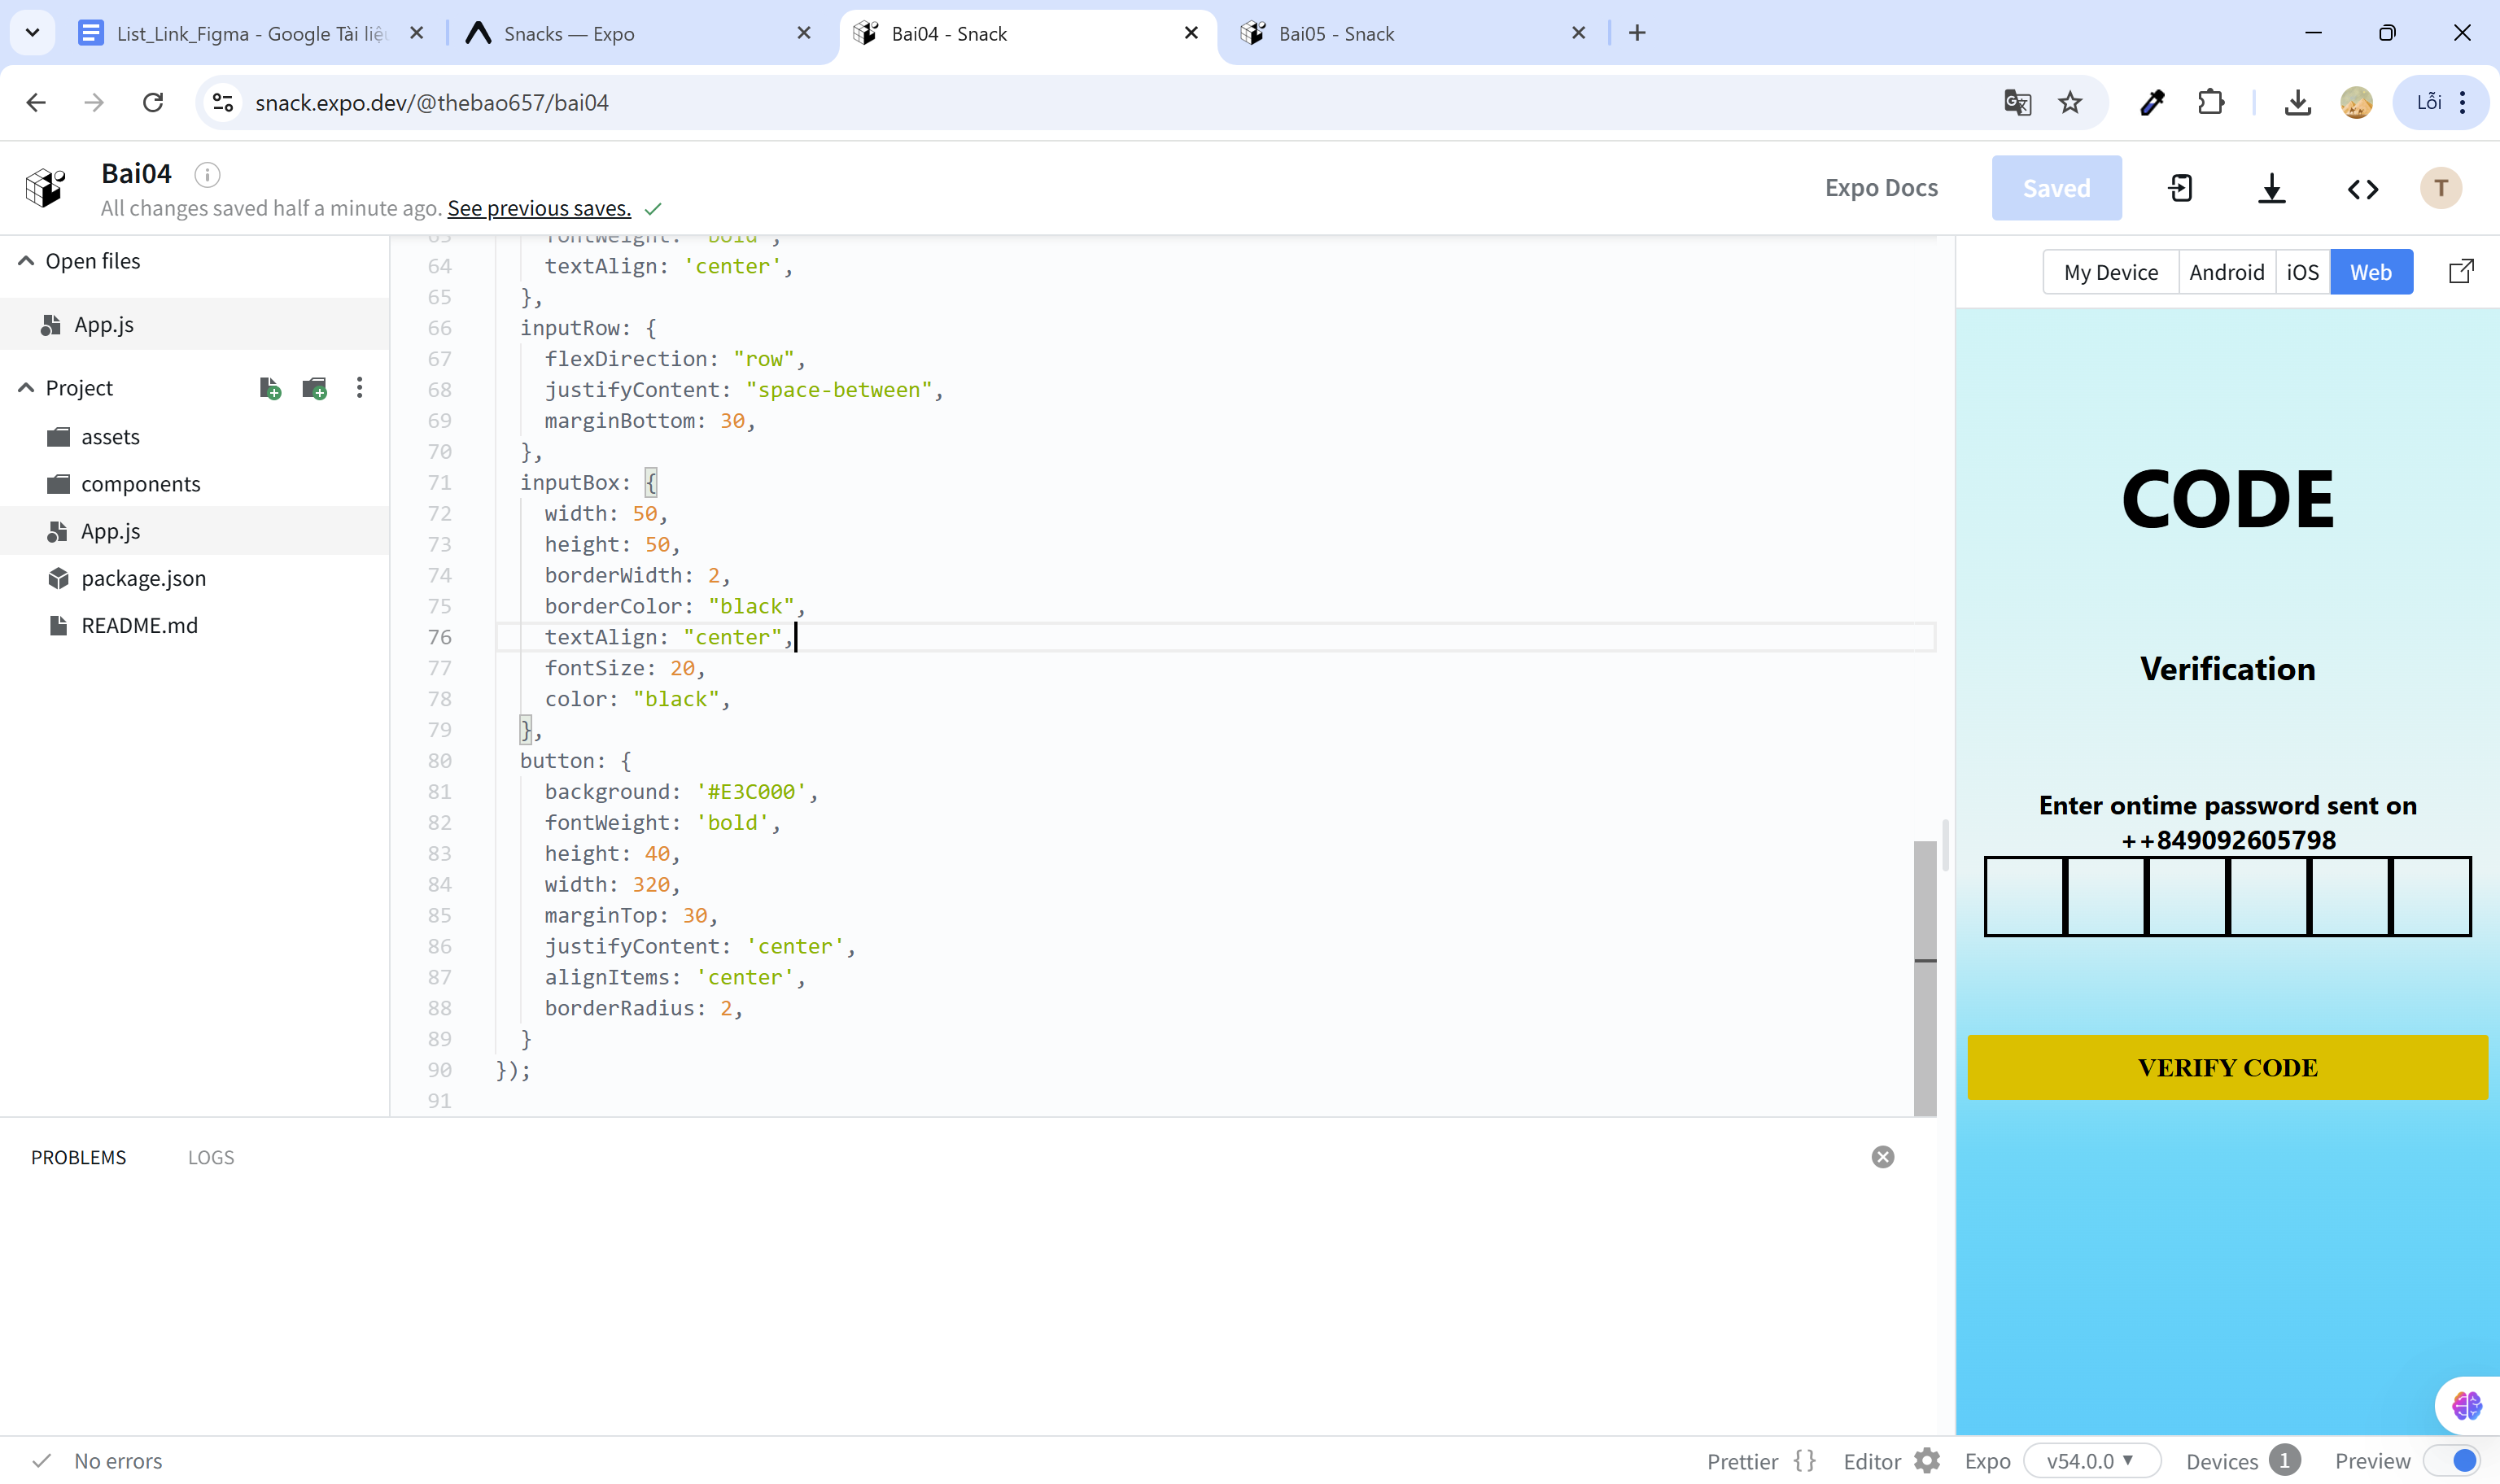 List_Link_Figma - Google Tài liệu
Snacks — Expo
Bai04 - Snack
Bai05 - Snack
snack.expo.dev/@thebao657/bai04
Lỗi
Bai04
All changes saved half a minute ago. See previous saves.
Expo Docs
Saved
T
Open files
App.js
Project
assets
components
App.js
package.json
README.md
63 fontWeight: 'bold',
64 textAlign: 'center',
65 },
66 inputRow: {
67 flexDirection: "row",
68 justifyContent: "space-between",
69 marginBottom: 30,
70 },
71 inputBox: {
72 width: 50,
73 height: 50,
74 borderWidth: 2,
75 borderColor: "black",
76 textAlign: "center",
77 fontSize: 20,
78 color: "black",
79 },
80 button: {
81 background: '#E3C000',
82 fontWeight: 'bold',
83 height: 40,
84 width: 320,
85 marginTop: 30,
86 justifyContent: 'center',
87 alignItems: 'center',
88 borderRadius: 2,
89 }
90 });
91
My Device
Android
iOS
Web
CODE
Verification
Enter ontime password sent on
++849092605798
VERIFY CODE
PROBLEMS
LOGS
No errors
Prettier {}
Editor
Expo
v54.0.0
Devices
1
Preview